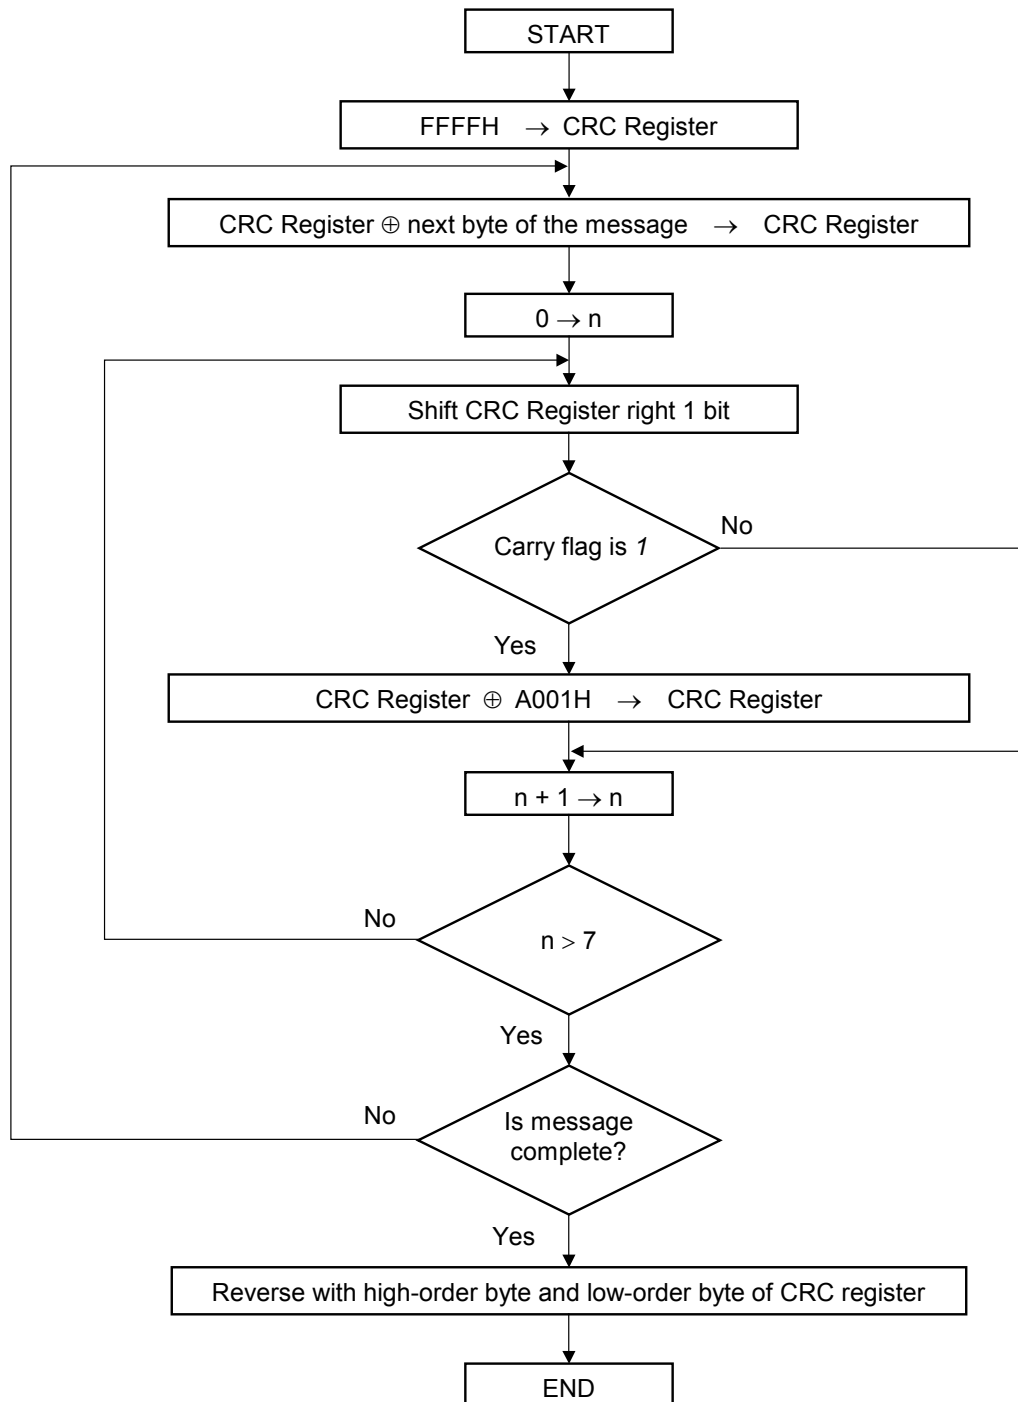 START
FFFFH → CRC Register
CRC Register ⊕ next byte of the message → CRC Register
0 → n
Shift CRC Register right 1 bit
Carry flag is 1
No
Yes
CRC Register ⊕ A001H → CRC Register
n + 1 → n
No
n > 7
Yes
No
Is message
complete?
Yes
Reverse with high-order byte and low-order byte of CRC register
END